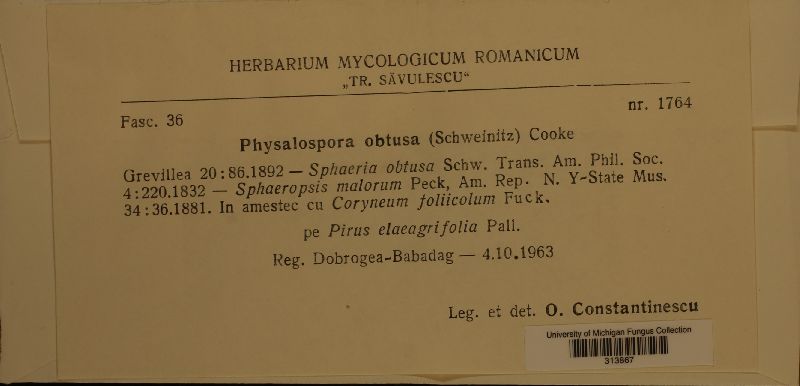 HERBARIUM MYCOLOGICUM ROMANICUM
„TR. SĂVULESCU“
Fasc. 36
nr. 1764
Physalospora obtusa (Schweinitz) Cooke
Grevillea 20:86.1892 — Sphaeria obtusa Schw. Trans. Am. Phil. Soc.
4:220.1832 — Sphaeropsis malorum Peck, Am. Rep. N. Y-State Mus.
34:36.1881. In amestec cu Coryneum foliicolum Fuck.
pe Pirus elaeagrifolia Pall.
Reg. Dobrogea-Babadag — 4.10.1963
Leg. et det. O. Constantinescu
University of Michigan Fungus Collection
313667